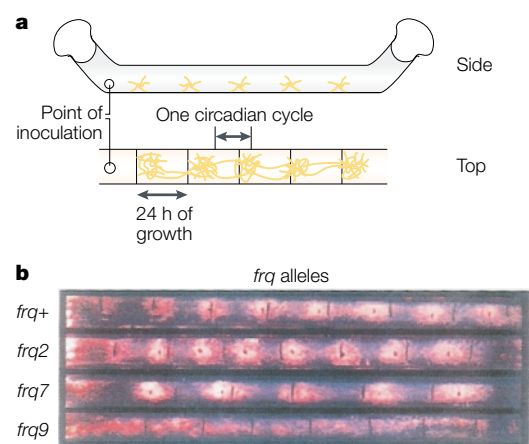 a
Side
Point of
inoculation
One circadian cycle
Top
24 h of
growth
b
frq alleles
frq+
frq2
frq7
frq9